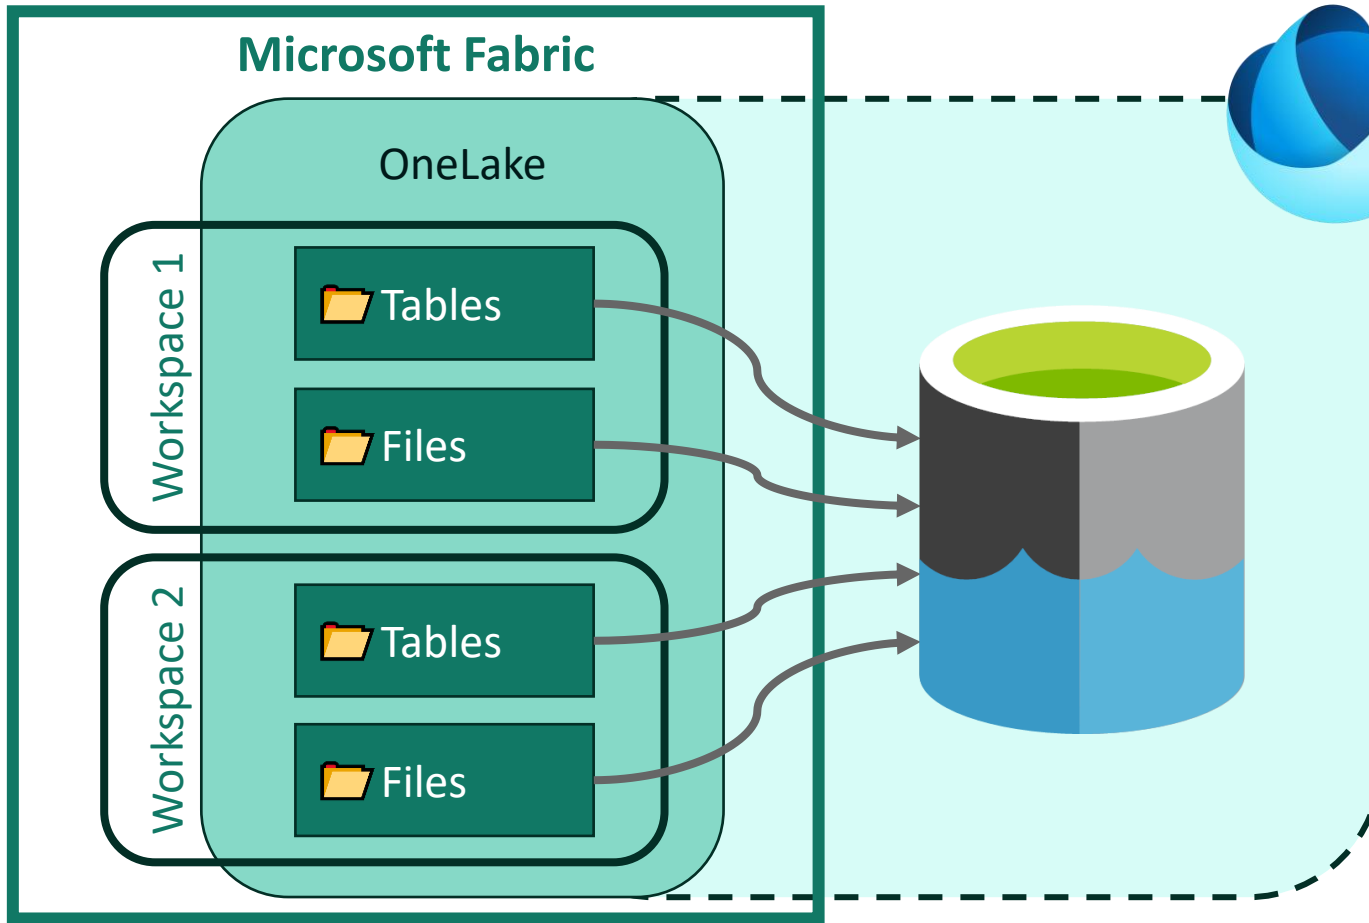 Microsoft Fabric
OneLake
Workspace 1
Tables
Files
Workspace 2
Tables
Files